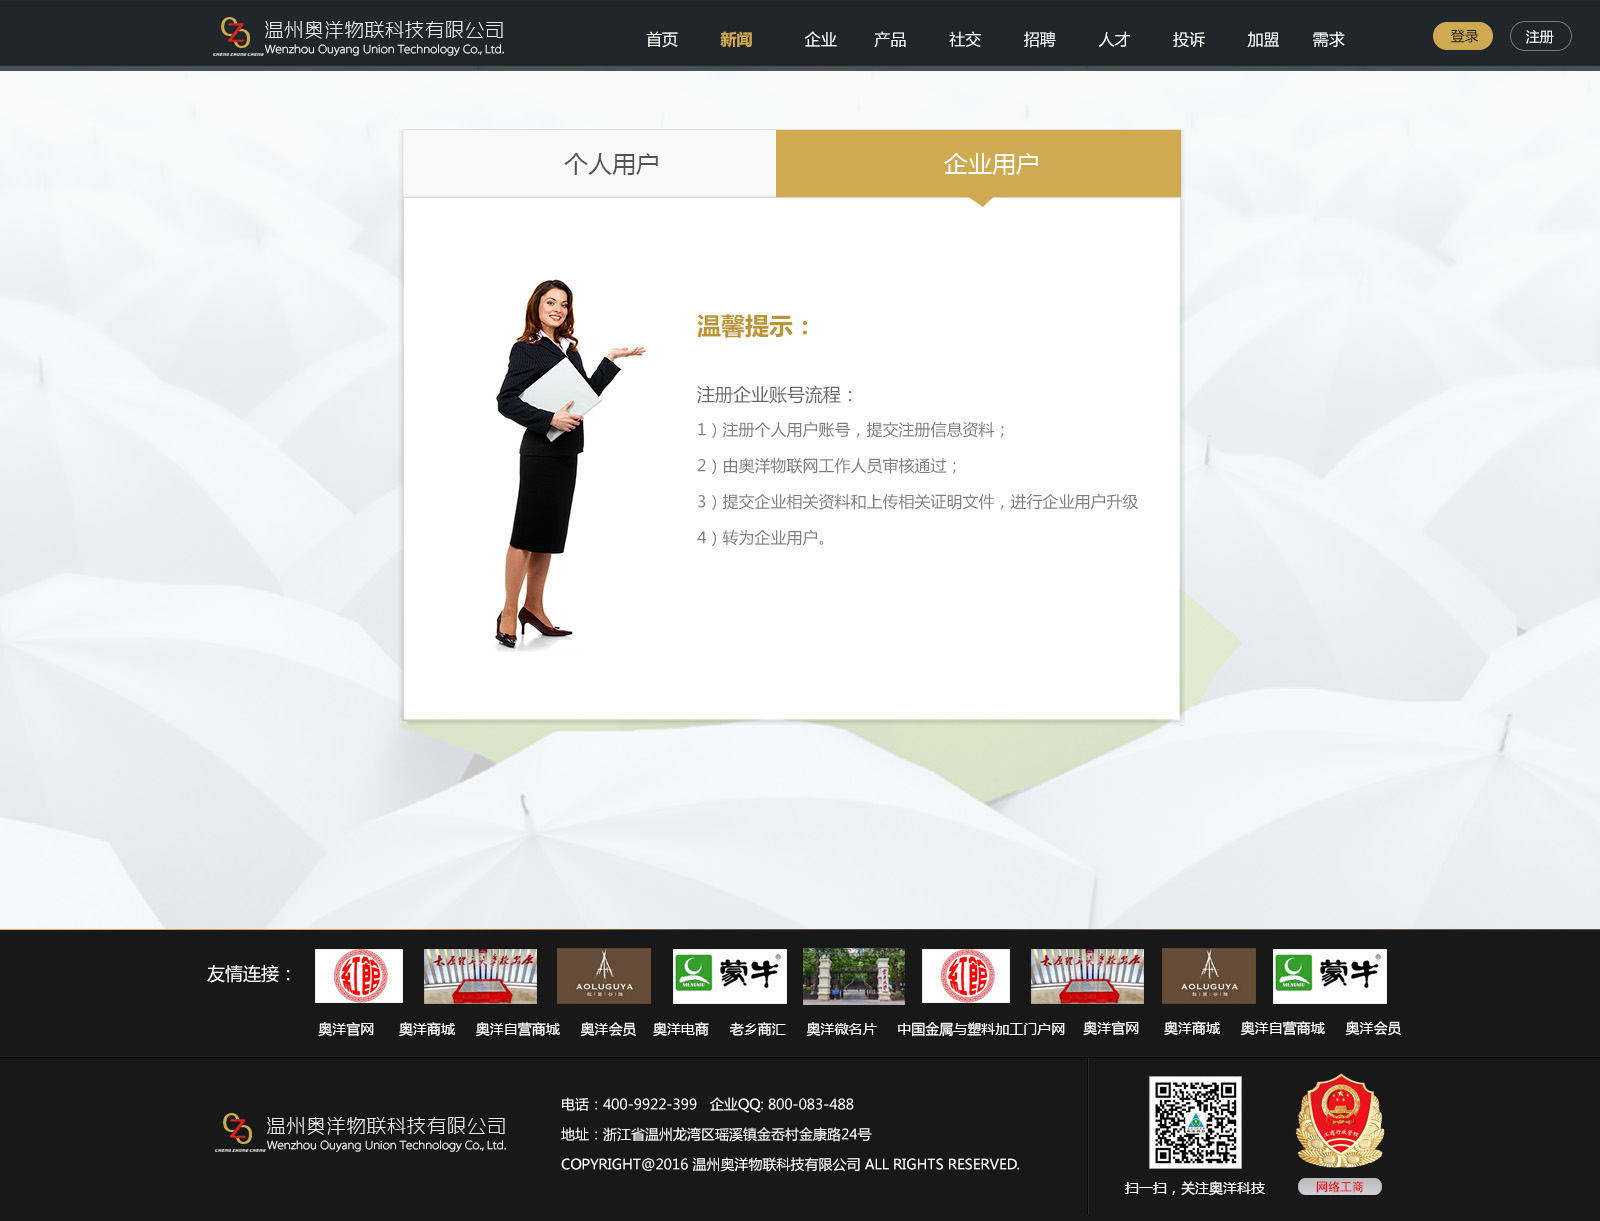 温州奥洋物联科技有限公司
Wenzhou Ouyang Union Technology Co., Ltd.
首页 新闻 企业 产品 社交 招聘 人才 投诉 加盟 需求
登录 注册
个人用户 企业用户
温馨提示：
注册企业账号流程：
1）注册个人用户账号，提交注册信息资料；
2）由奥洋物联网工作人员审核通过；
3）提交企业相关资料和上传相关证明文件，进行企业用户升级
4）转为企业用户。
友情连接：
AOLUGUYA
MENGNIU 蒙牛
AOLUGUYA
MENGNIU 蒙牛
奥洋官网 奥洋商城 奥洋自营商城 奥洋会员 奥洋电商 老乡商汇 奥洋微名片 中国金属与塑料加工门户网 奥洋官网 奥洋商城 奥洋自营商城 奥洋会员
温州奥洋物联科技有限公司
Wenzhou Ouyang Union Technology Co., Ltd.
电话：400-9922-399 企业QQ: 800-083-488
地址：浙江省温州龙湾区瑶溪镇金岙村金康路24号
COPYRIGHT@2016 温州奥洋物联科技有限公司 ALL RIGHTS RESERVED.
扫一扫，关注奥洋科技
网络工商